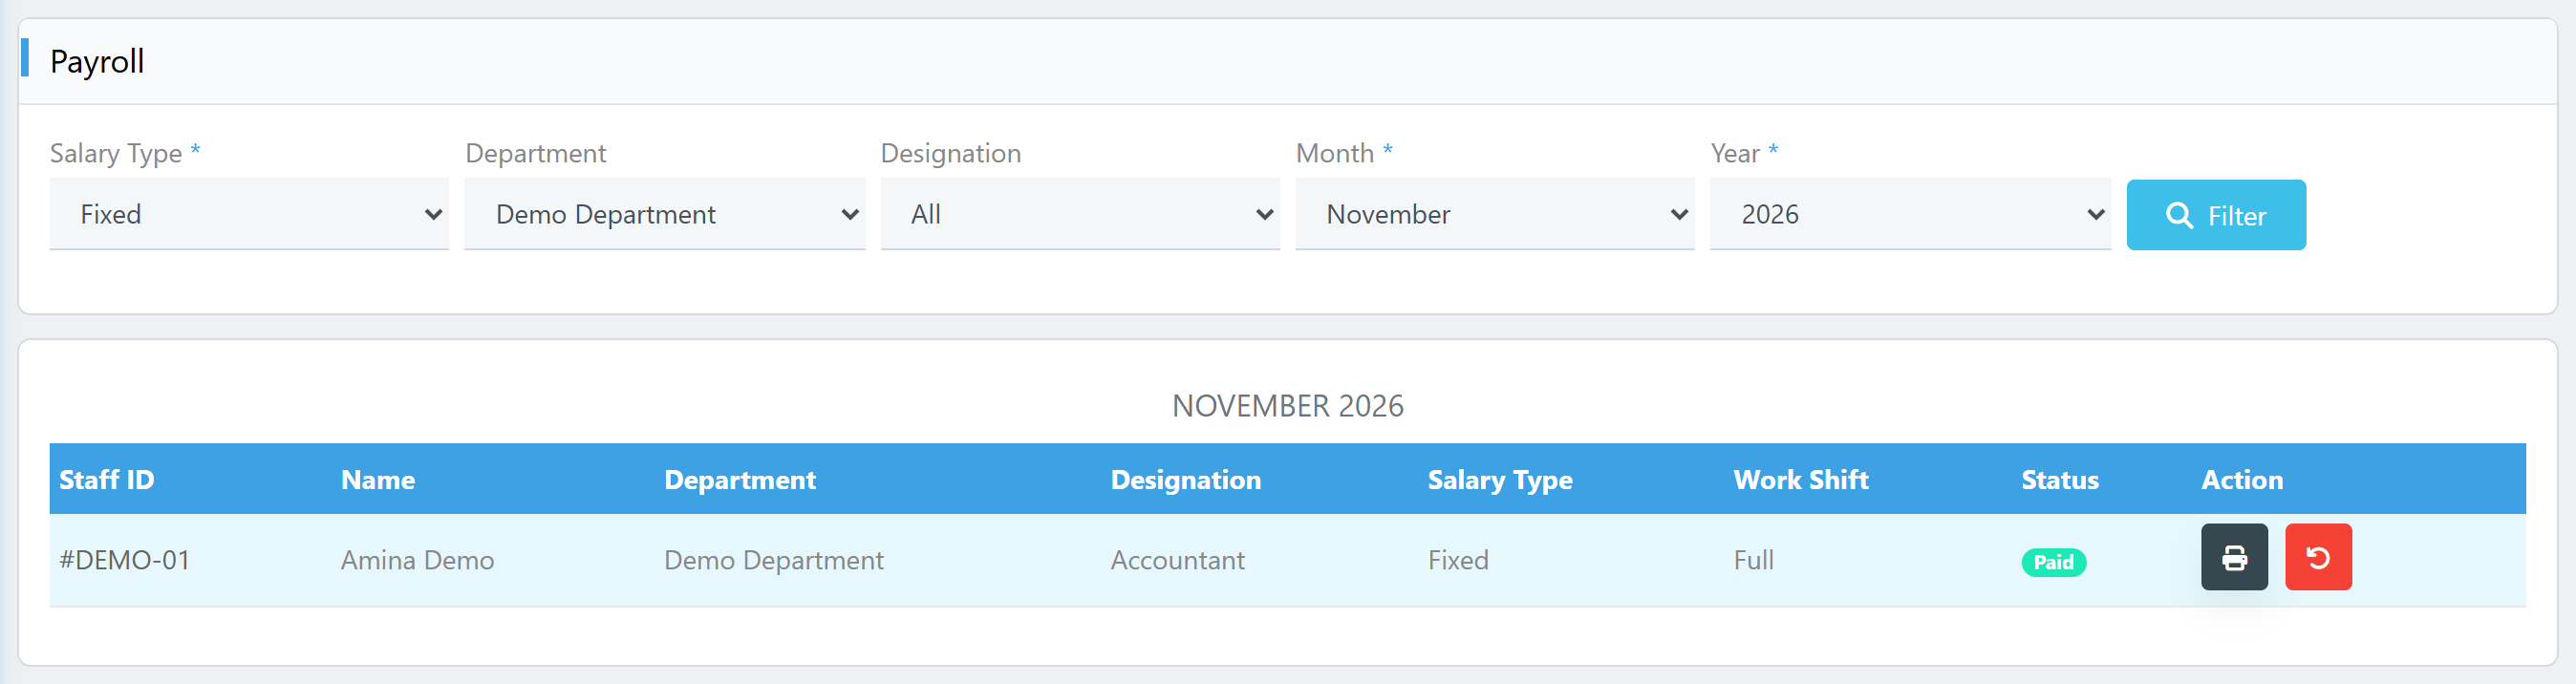 Payroll
Salary Type * Department Designation Month * Year *
Fixed Demo Department All November 2026 Filter
NOVEMBER 2026
Staff ID Name Department Designation Salary Type Work Shift Status Action
#DEMO-01 Amina Demo Demo Department Accountant Fixed Full Paid